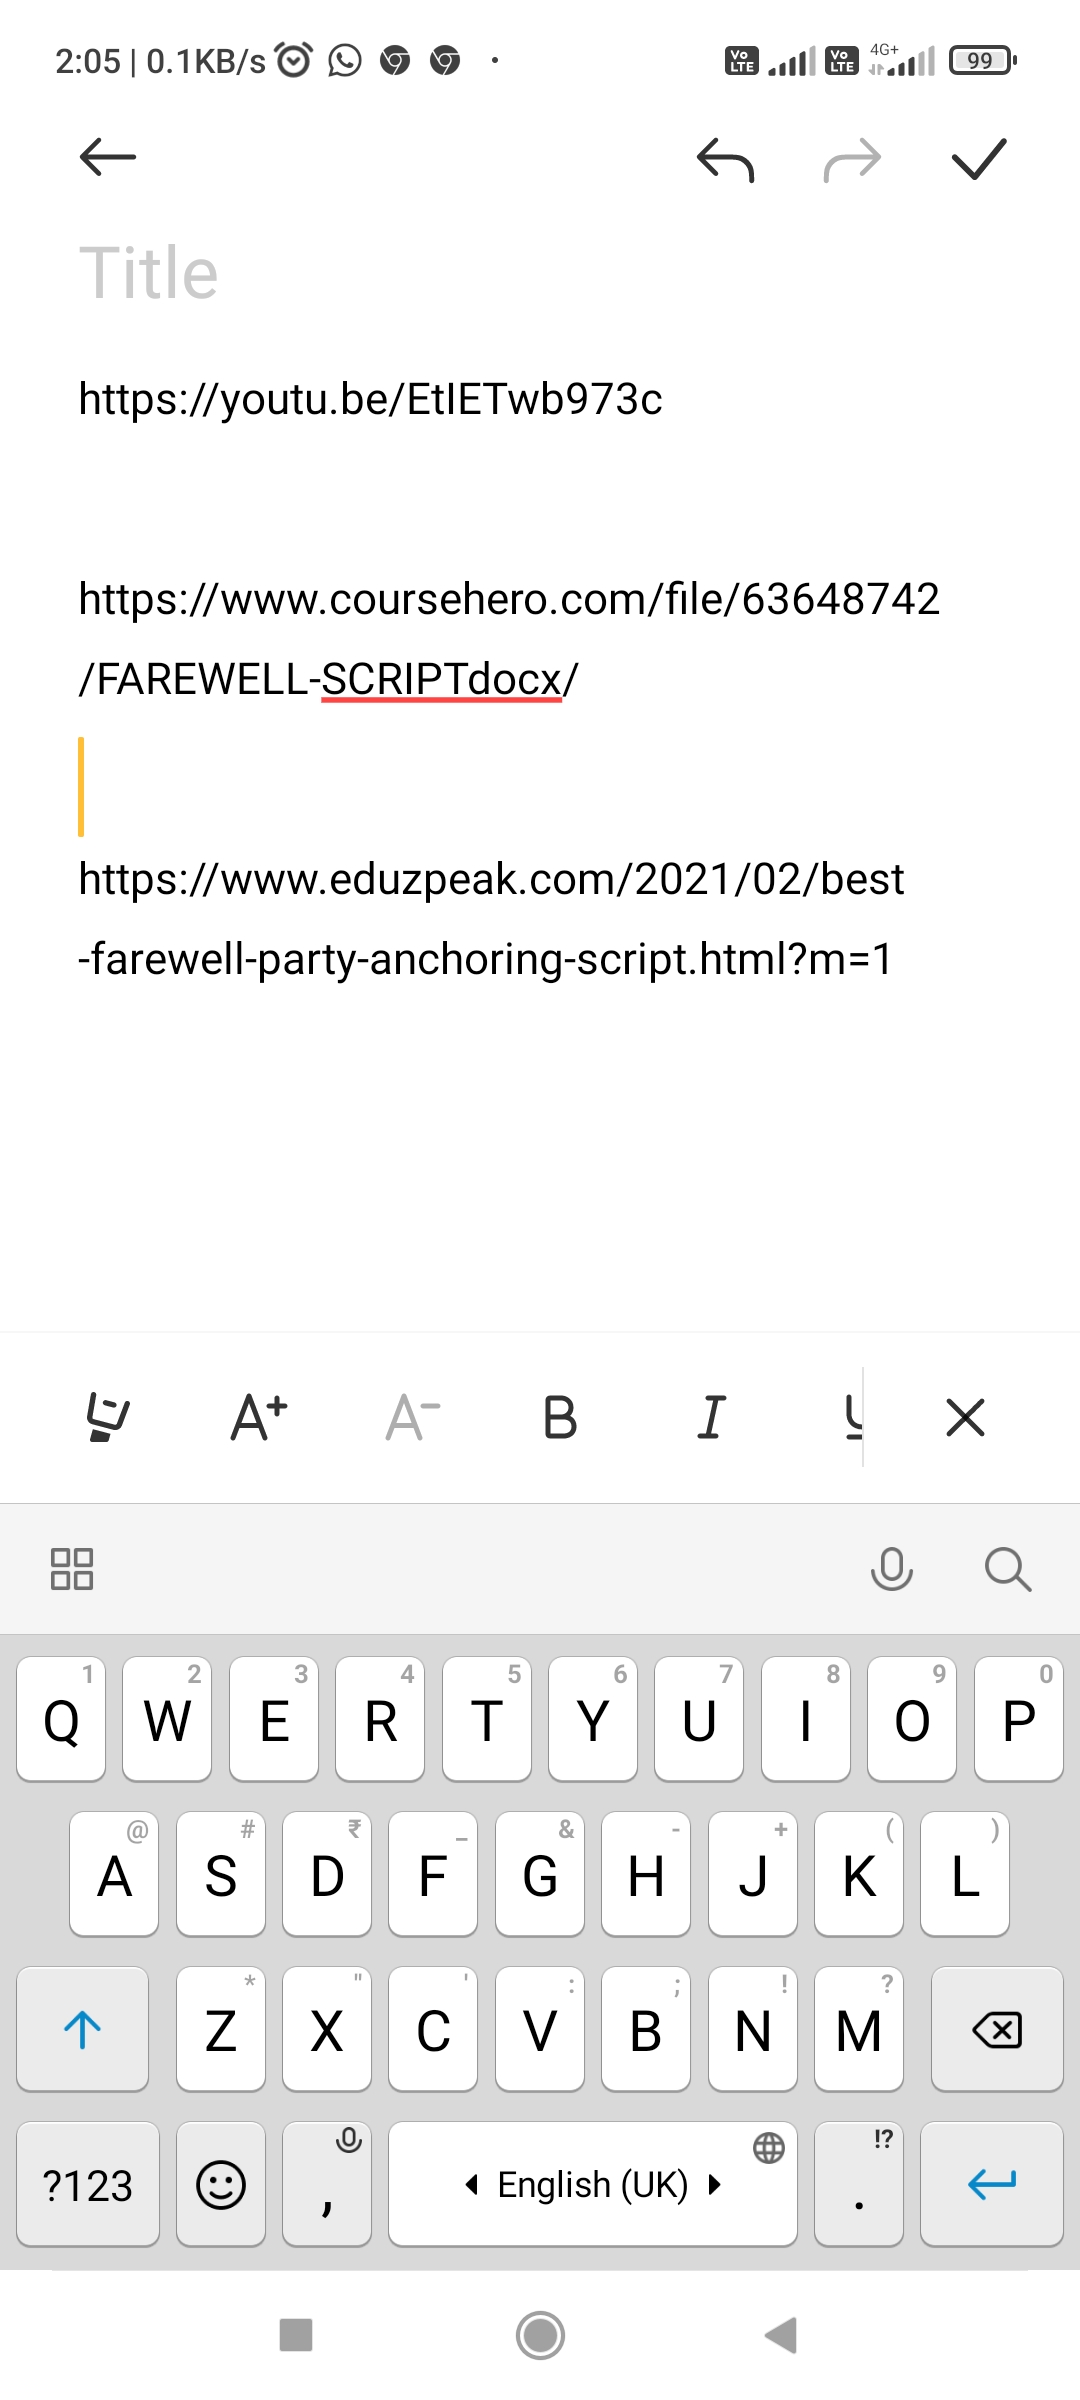 2:05 | 0.1KB/s
Vo LTE Vo LTE 4G+ 99
Title
https://youtu.be/EtIETwb973c
https://www.coursehero.com/file/63648742
/FAREWELL-SCRIPTdocx/
https://www.eduzpeak.com/2021/02/best
-farewell-party-anchoring-script.html?m=1
A+ A- B I U
1 2 3 4 5 6 7 8 9 0
Q W E R T Y U I O P
@ # ₹ _ & - + ( )
A S D F G H J K L
* " ' : ; ! ?
Z X C V B N M
!?
?123 , English (UK) .